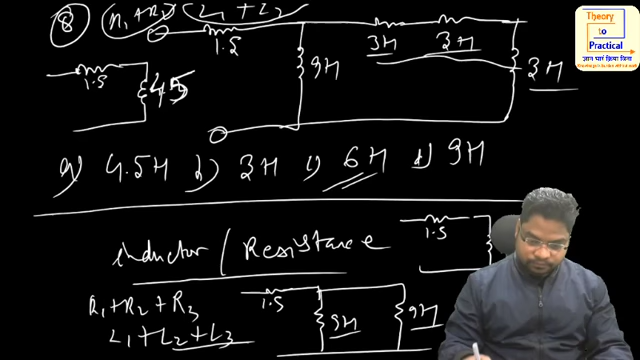 8) R1+R2, L1+L2
1.5
3H 3H
9H
3H
1.5
4.5
a) 4.5H b) 3H c) 6H d) 9H
inductor / Resistance
1.5
R1+R2+R3
L1+L2+L3
1.5
9H
9H
Theory
to
Practical
ज्ञान पारं क्रिया विना